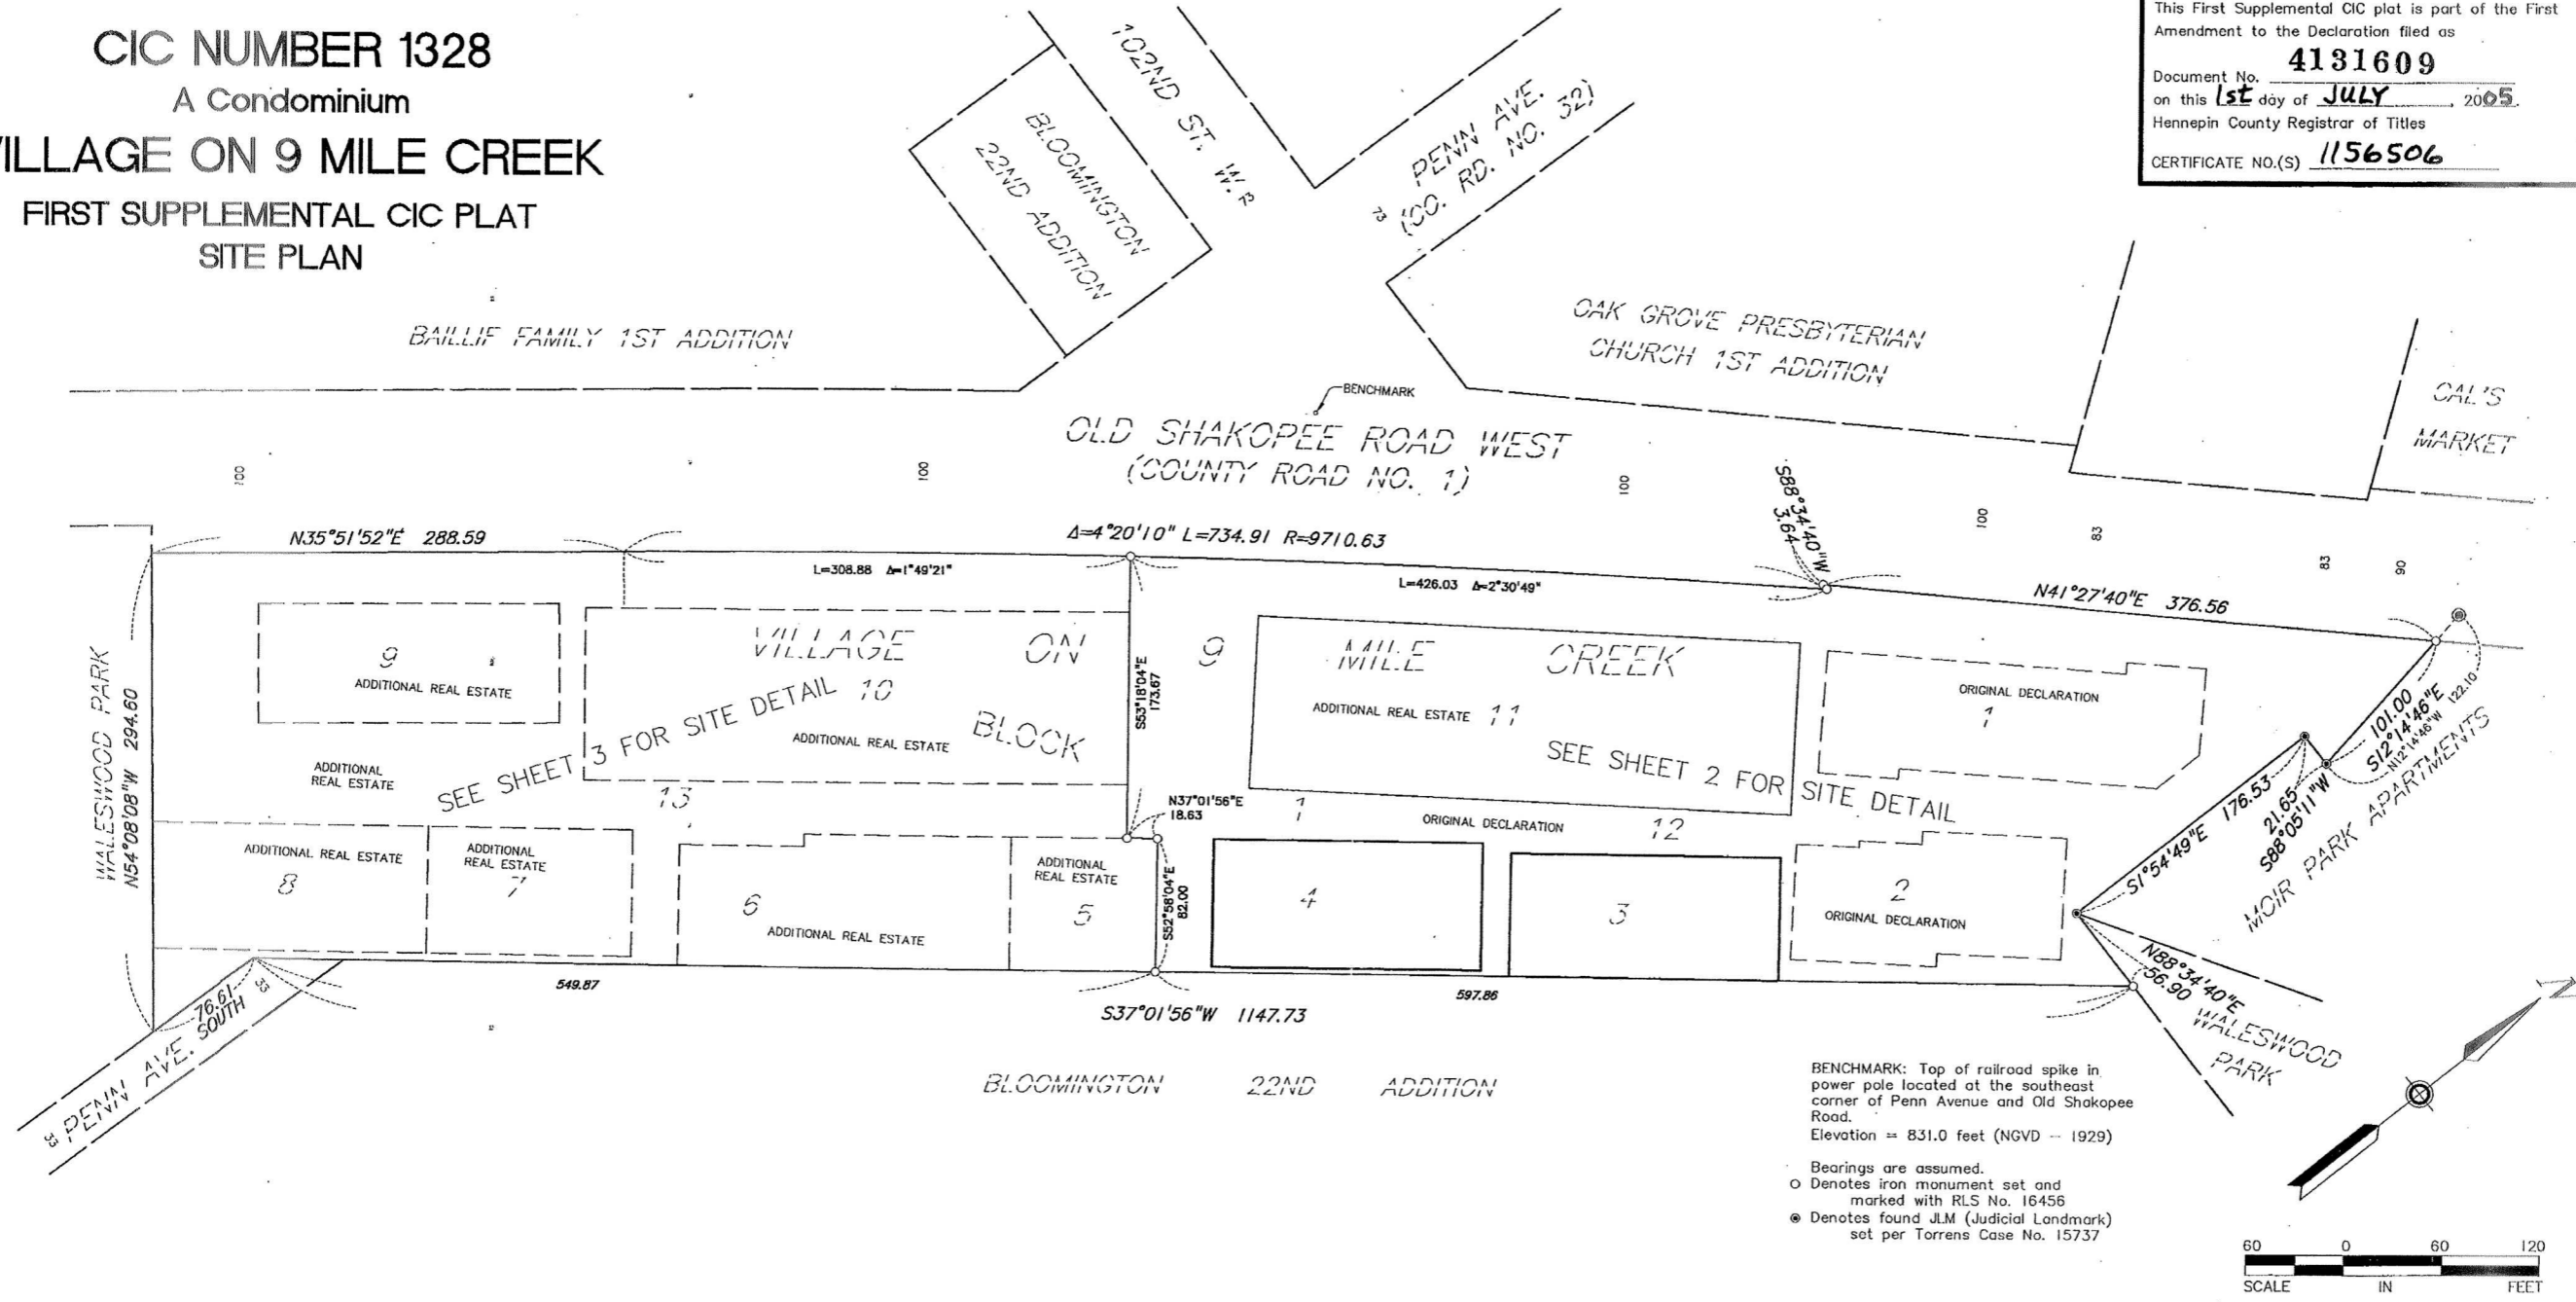 CIC NUMBER 1328
A Condominium
VILLAGE ON 9 MILE CREEK
FIRST SUPPLEMENTAL CIC PLAT
SITE PLAN
This First Supplemental CIC plat is part of the First
Amendment to the Declaration filed as
Document No. 4131609
on this 1st day of JULY, 2005.
Hennepin County Registrar of Titles
CERTIFICATE NO.(S) 1156506
102ND ST. W.
BLOOMINGTON
22ND ADDITION
PENN AVE.
(CO. RD. NO. 32)
73
BAILLIF FAMILY 1ST ADDITION
OAK GROVE PRESBYTERIAN
CHURCH 1ST ADDITION
CAL'S
MARKET
BENCHMARK
OLD SHAKOPEE ROAD WEST
(COUNTY ROAD NO. 1)
100
100
100
100
83
83
90
S88°34'40"W
3.64
N35°51'52"E 288.59
Δ=4°20'10" L=734.91 R=9710.63
L=308.88 Δ=1°49'21"
L=426.03 Δ=2°30'49"
N41°27'40"E 376.56
WALESWOOD PARK
N54°08'08"W 294.60
VILLAGE ON 9 MILE CREEK
9
ADDITIONAL REAL ESTATE
10
ADDITIONAL REAL ESTATE
BLOCK
S53°18'04"E
173.67
ADDITIONAL REAL ESTATE 11
ORIGINAL DECLARATION
1
SEE SHEET 3 FOR SITE DETAIL
SEE SHEET 2 FOR SITE DETAIL
ADDITIONAL
REAL ESTATE
13
N37°01'56"E
18.63
1
ORIGINAL DECLARATION
12
101.00
S12°14'46"E
N12°14'46"W 122.10
S1°54'49"E 176.53
21.65
S88°05'11"W
MOIR PARK APARTMENTS
ADDITIONAL REAL ESTATE
8
ADDITIONAL
REAL ESTATE
7
6
ADDITIONAL REAL ESTATE
ADDITIONAL
REAL ESTATE
5
S52°58'04"E
82.00
4
3
2
ORIGINAL DECLARATION
N88°34'40"E
56.90
WALESWOOD
PARK
76.61
SOUTH
33
PENN AVE.
33
549.87
597.86
S37°01'56"W 1147.73
BLOOMINGTON 22ND ADDITION
BENCHMARK: Top of railroad spike in
power pole located at the southeast
corner of Penn Avenue and Old Shakopee
Road.
Elevation = 831.0 feet (NGVD - 1929)
Bearings are assumed.
Denotes iron monument set and
marked with RLS No. 16456
Denotes found JLM (Judicial Landmark)
set per Torrens Case No. 15737
N
60 0 60 120
SCALE IN FEET